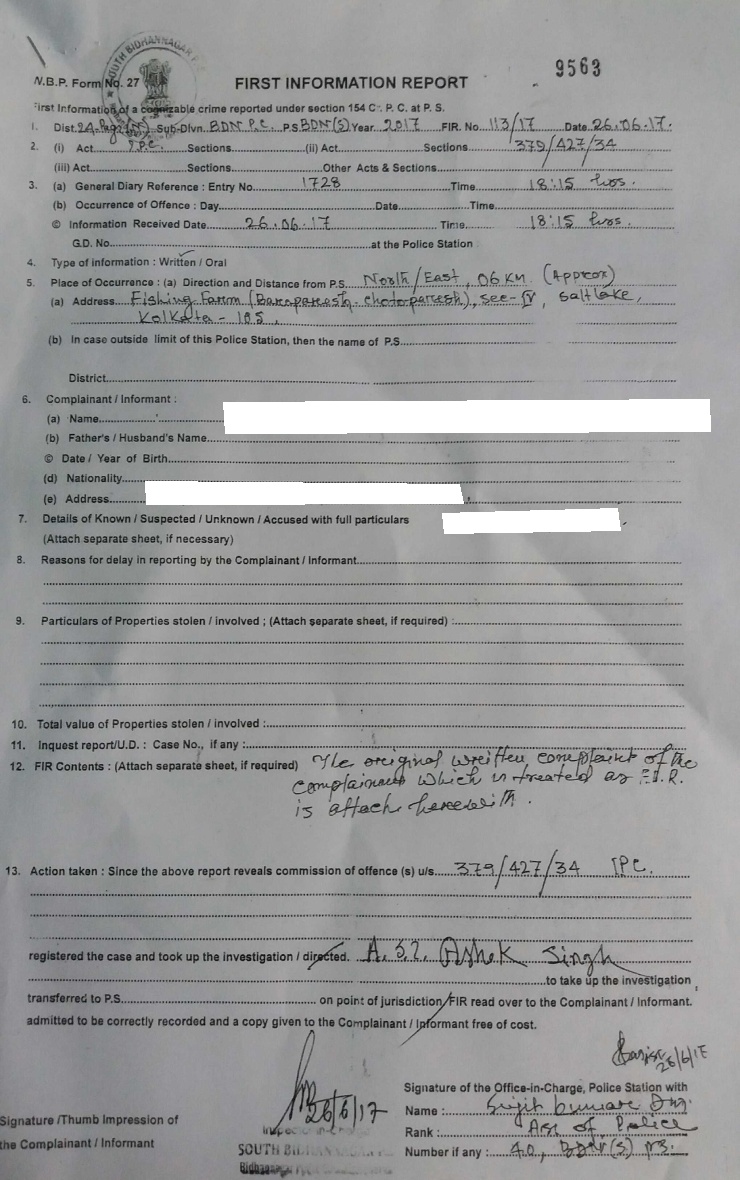 SOUTH BIDHANNAGAR P.
9563
N.B.P. Form No. 27
FIRST INFORMATION REPORT
First Information of a cognizable crime reported under section 154 C. P. C. at P. S.
1. Dist. 24-Pgs(N) Sub-Dlvn. BDN P.C. P.S BDN(S) Year 2017 FIR. No. 113/17 Date 26.06.17.
2. (i) Act I.P.C. Sections (ii) Act Sections 379/427/34
(iii) Act Sections Other Acts & Sections
3. (a) General Diary Reference : Entry No. 1728 Time 18:15 hrs.
(b) Occurrence of Offence : Day Date Time
© Information Received Date 26.06.17 Time 18:15 hrs.
G.D. No. at the Police Station
4. Type of information : Written / Oral
5. Place of Occurrence : (a) Direction and Distance from P.S. North/East, 06 KM. (Approx)
(a) Address Fishing Farm (Baroparesh, chotopareesh), sec-IV, saltlake,
Kolkata - 105,
(b) In case outside limit of this Police Station, then the name of P.S.
District
6. Complainant / Informant :
(a) Name
(b) Father's / Husband's Name
© Date / Year of Birth
(d) Nationality
(e) Address
7. Details of Known / Suspected / Unknown / Accused with full particulars
(Attach separate sheet, if necessary)
8. Reasons for delay in reporting by the Complainant / Informant
9. Particulars of Properties stolen / involved ; (Attach separate sheet, if required) :
10. Total value of Properties stolen / involved :
11. Inquest report/U.D. : Case No., if any :
12. FIR Contents : (Attach separate sheet, if required) The original written complaint of the
complainant which is treated as F.I.R.
is attach herewith.
13. Action taken : Since the above report reveals commission of offence (s) u/s. 379/427/34 IPC.
registered the case and took up the investigation / directed. A.S.I. Ashok Singh
to take up the investigation
transferred to P.S. on point of jurisdiction/FIR read over to the Complainant / Informant.
admitted to be correctly recorded and a copy given to the Complainant / Informant free of cost.
26/6/17
26/6/17
Signature of the Office-in-Charge, Police Station with
Signature /Thumb Impression of
the Complainant / Informant
Inspector-in-Charge
SOUTH BIDHANNAGAR
Bidhannagar
Name : Sujit kumar
Rank : Asst of Police
Number if any : BDN(S) PS.